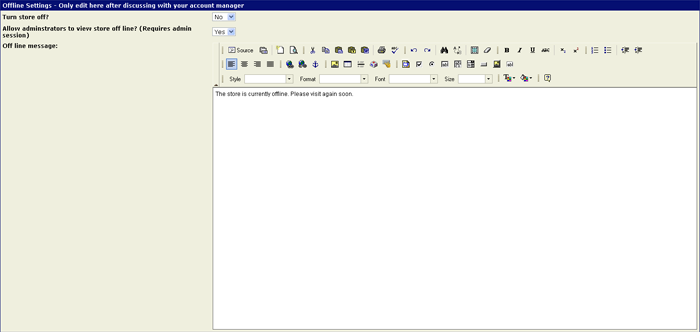 Offline Settings - Only edit here after discussing with your account manager
Turn store off?
No
Allow administrators to view store off line? (Requires admin
session)
Yes
Off line message:
Source
B I U ABC
Style
Format
Font
Size
The store is currently offline. Please visit again soon.